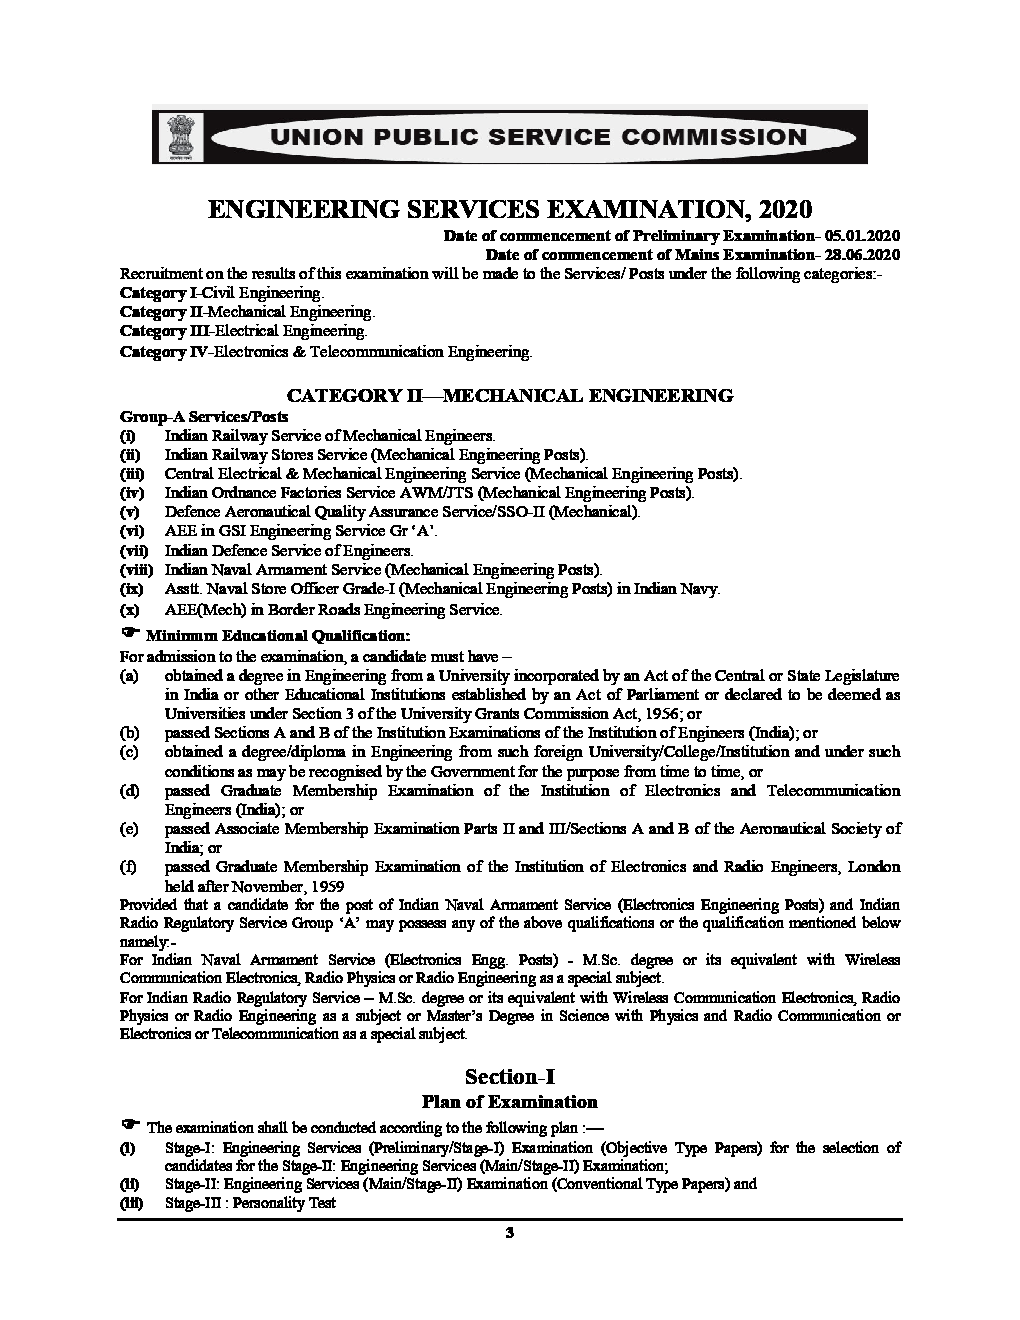 UNION PUBLIC SERVICE COMMISSION
ENGINEERING SERVICES EXAMINATION, 2020
Date of commencement of Preliminary Examination- 05.01.2020
Date of commencement of Mains Examination- 28.06.2020
Recruitment on the results of this examination will be made to the Services/ Posts under the following categories:-
Category I-Civil Engineering.
Category II-Mechanical Engineering.
Category III-Electrical Engineering.
Category IV-Electronics & Telecommunication Engineering.
CATEGORY II—MECHANICAL ENGINEERING
Group-A Services/Posts
(i) Indian Railway Service of Mechanical Engineers.
(ii) Indian Railway Stores Service (Mechanical Engineering Posts).
(iii) Central Electrical & Mechanical Engineering Service (Mechanical Engineering Posts).
(iv) Indian Ordnance Factories Service AWM/JTS (Mechanical Engineering Posts).
(v) Defence Aeronautical Quality Assurance Service/SSO-II (Mechanical).
(vi) AEE in GSI Engineering Service Gr ‘A’.
(vii) Indian Defence Service of Engineers.
(viii) Indian Naval Armament Service (Mechanical Engineering Posts).
(ix) Asstt. Naval Store Officer Grade-I (Mechanical Engineering Posts) in Indian Navy.
(x) AEE(Mech) in Border Roads Engineering Service.
☛ Minimum Educational Qualification:
For admission to the examination, a candidate must have –
(a) obtained a degree in Engineering from a University incorporated by an Act of the Central or State Legislature
in India or other Educational Institutions established by an Act of Parliament or declared to be deemed as
Universities under Section 3 of the University Grants Commission Act, 1956; or
(b) passed Sections A and B of the Institution Examinations of the Institution of Engineers (India); or
(c) obtained a degree/diploma in Engineering from such foreign University/College/Institution and under such
conditions as may be recognised by the Government for the purpose from time to time, or
(d) passed Graduate Membership Examination of the Institution of Electronics and Telecommunication
Engineers (India); or
(e) passed Associate Membership Examination Parts II and III/Sections A and B of the Aeronautical Society of
India; or
(f) passed Graduate Membership Examination of the Institution of Electronics and Radio Engineers, London
held after November, 1959
Provided that a candidate for the post of Indian Naval Armament Service (Electronics Engineering Posts) and Indian
Radio Regulatory Service Group ‘A’ may possess any of the above qualifications or the qualification mentioned below
namely:-
For Indian Naval Armament Service (Electronics Engg. Posts) - M.Sc. degree or its equivalent with Wireless
Communication Electronics, Radio Physics or Radio Engineering as a special subject.
For Indian Radio Regulatory Service – M.Sc. degree or its equivalent with Wireless Communication Electronics, Radio
Physics or Radio Engineering as a subject or Master’s Degree in Science with Physics and Radio Communication or
Electronics or Telecommunication as a special subject.
Section-I
Plan of Examination
☛ The examination shall be conducted according to the following plan :—
(I) Stage-I: Engineering Services (Preliminary/Stage-I) Examination (Objective Type Papers) for the selection of
candidates for the Stage-II: Engineering Services (Main/Stage-II) Examination;
(II) Stage-II: Engineering Services (Main/Stage-II) Examination (Conventional Type Papers) and
(III) Stage-III : Personality Test
3